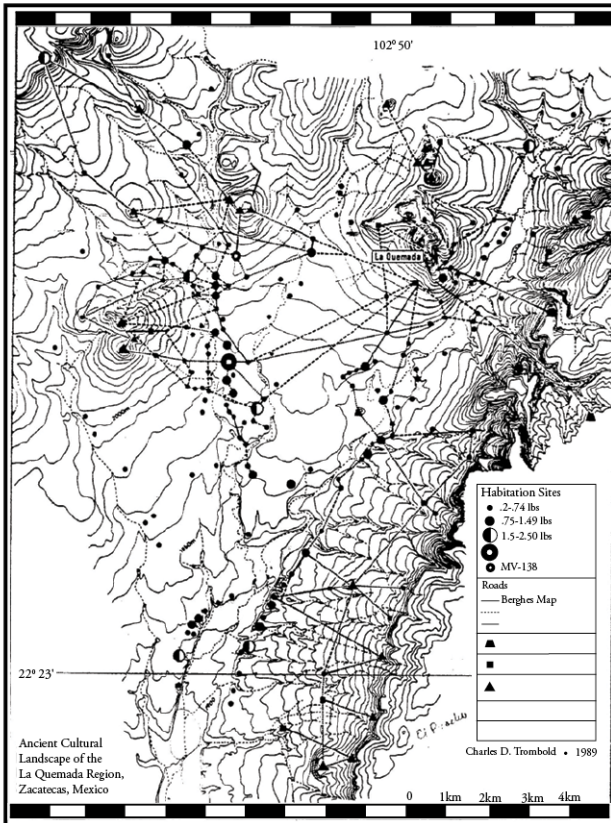 102 50'
La Quemada
Habitation Sites
.2-.74 lbs
.75-1.49 lbs
1.5-2.50 lbs
MV-138
Roads
Berghes Map
22° 23'
Charles D. Trombold • 1989
Ancient Cultural
Landscape of the
La Quemada Region,
Zacatecas, Mexico
0 1km 2km 3km 4km